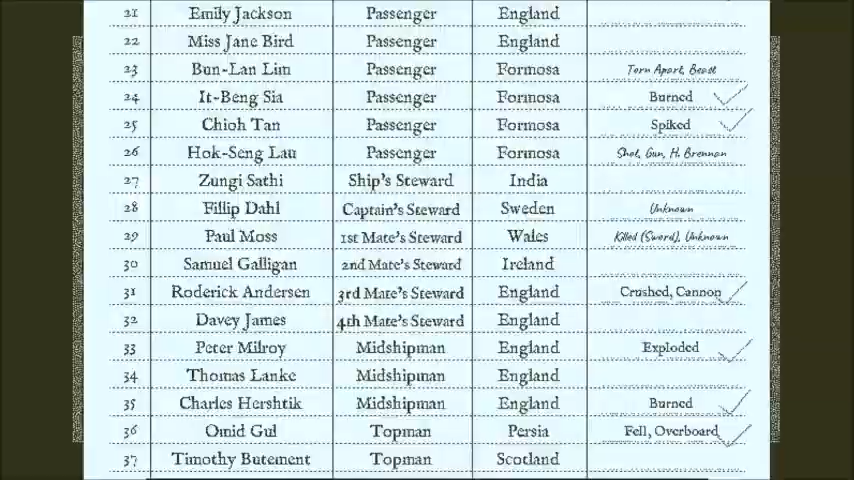 21 Emily Jackson Passenger England
22 Miss Jane Bird Passenger England
23 Bun-Lan Lim Passenger Formosa Torn Apart, Beast
24 It-Beng Sia Passenger Formosa Burned
25 Chioh Tan Passenger Formosa Spiked
26 Hok-Seng Lau Passenger Formosa Shot, Gun, H. Brennan
27 Zungi Sathi Ship's Steward India
28 Fillip Dahl Captain's Steward Sweden Unknown
29 Paul Moss 1st Mate's Steward Wales Killed (Sword), Unknown
30 Samuel Galligan 2nd Mate's Steward Ireland
31 Roderick Andersen 3rd Mate's Steward England Crushed, Cannon
32 Davey James 4th Mate's Steward England
33 Peter Milroy Midshipman England Exploded
34 Thomas Lanke Midshipman England
35 Charles Hershtik Midshipman England Burned
36 Omid Gul Topman Persia Fell, Overboard
37 Timothy Butement Topman Scotland